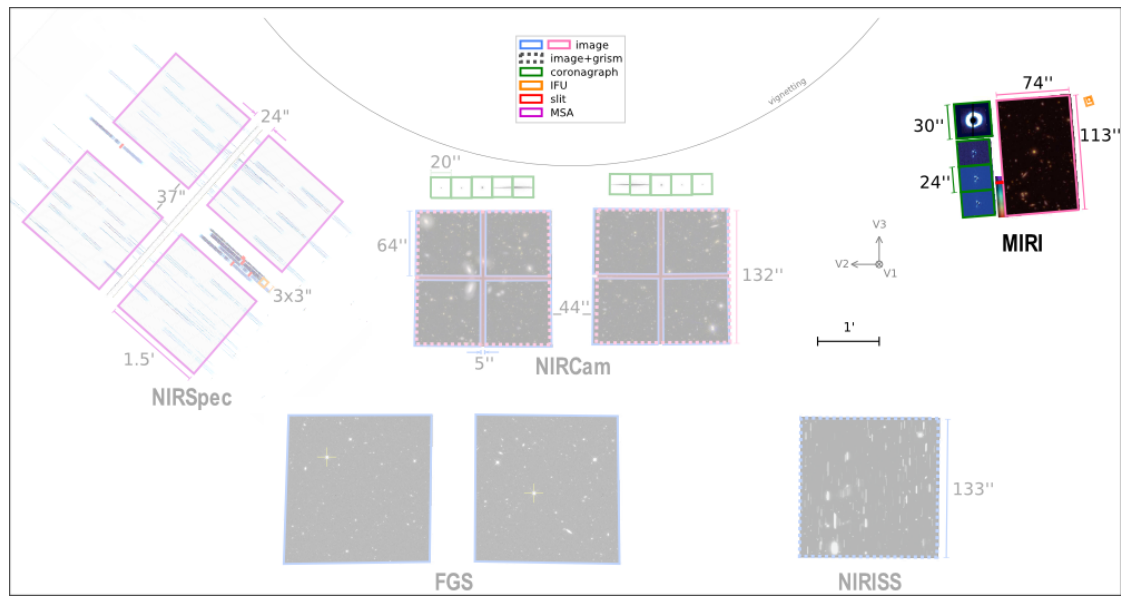 image
image+grism
coronagraph
IFU
slit
MSA
vignetting
24''
37"
3x3"
1.5'
NIRSpec
20''
64''
44''
132''
5''
NIRCam
74''
30''
113''
24''
MIRI
V3
V2
V1
1'
FGS
133''
NIRISS